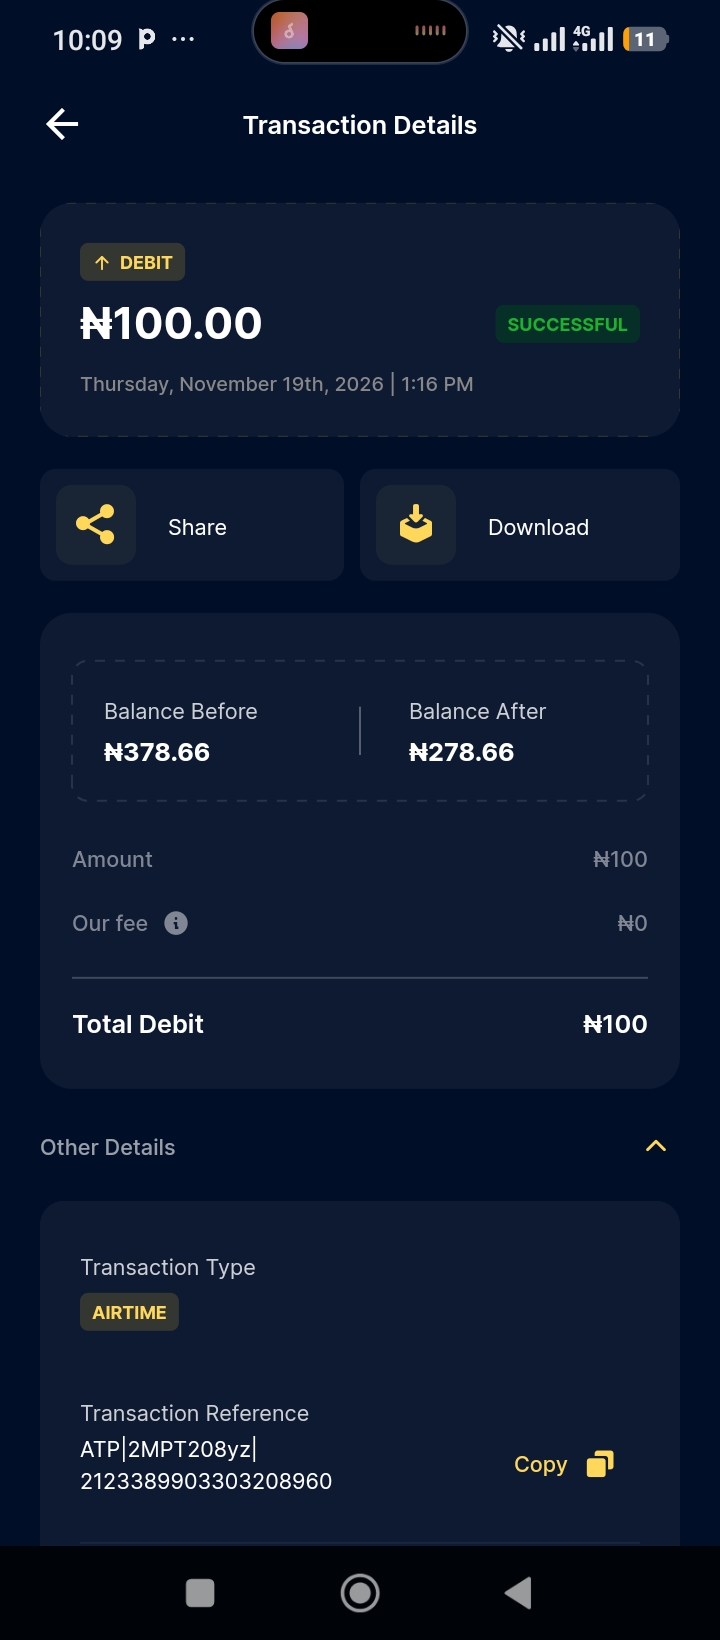 10:09
4G
11
Transaction Details
DEBIT
₦100.00
SUCCESSFUL
Thursday, November 19th, 2026 | 1:16 PM
Share
Download
Balance Before
Balance After
₦378.66
₦278.66
Amount
₦100
Our fee
₦0
Total Debit
₦100
Other Details
Transaction Type
AIRTIME
Transaction Reference
ATP|2MPT208yz|
2123389903303208960
Copy